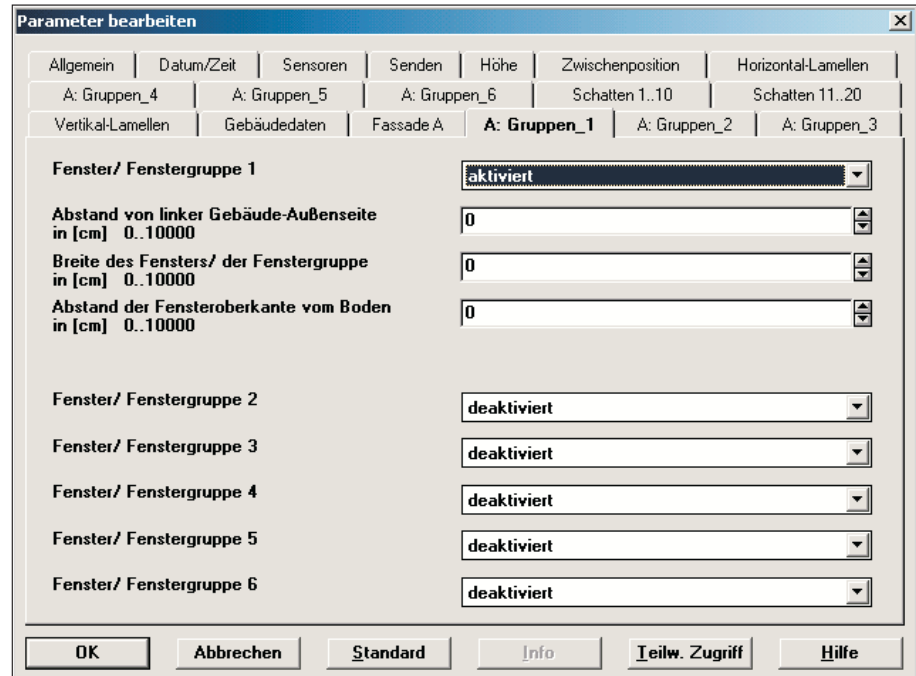 Parameter bearbeiten
Allgemein Datum/Zeit Sensoren Senden Höhe Zwischenposition Horizontal-Lamellen
A: Gruppen_4 A: Gruppen_5 A: Gruppen_6 Schatten 1..10 Schatten 11..20
Vertikal-Lamellen Gebäudedaten Fassade A A: Gruppen_1 A: Gruppen_2 A: Gruppen_3
Fenster/ Fenstergruppe 1 aktiviert
Abstand von linker Gebäude-Außenseite
in [cm] 0..10000 0
Breite des Fensters/ der Fenstergruppe
in [cm] 0..10000 0
Abstand der Fensteroberkante vom Boden
in [cm] 0..10000 0
Fenster/ Fenstergruppe 2 deaktiviert
Fenster/ Fenstergruppe 3 deaktiviert
Fenster/ Fenstergruppe 4 deaktiviert
Fenster/ Fenstergruppe 5 deaktiviert
Fenster/ Fenstergruppe 6 deaktiviert
OK Abbrechen Standard Info Teilw. Zugriff Hilfe